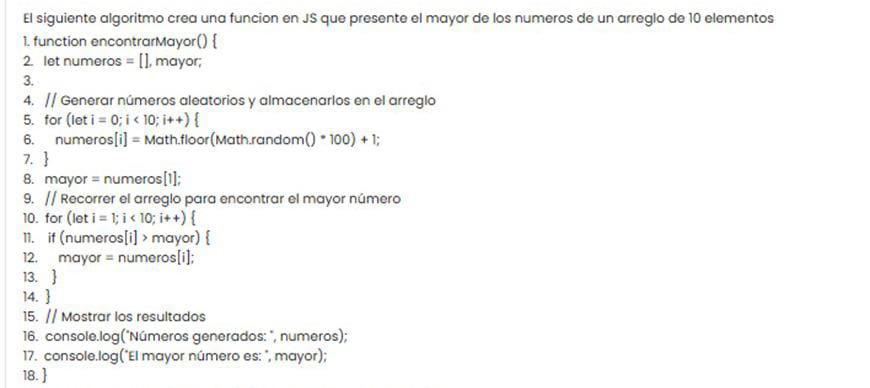 El siguiente algoritmo crea una funcion en JS que presente el mayor de los numeros de un arreglo de 10 elementos
1. function encontrarMayor() {
2. let numeros = [], mayor;
3.
4. // Generar números aleatorios y almacenarlos en el arreglo
5. for (let i = 0; i < 10; i++) {
6. numeros[i] = Math.floor(Math.random() * 100) + 1;
7. }
8. mayor = numeros[1];
9. // Recorrer el arreglo para encontrar el mayor número
10. for (let i = 1; i < 10; i++) {
11. if (numeros[i] > mayor) {
12. mayor = numeros[i];
13. }
14. }
15. // Mostrar los resultados
16. console.log("Números generados: ", numeros);
17. console.log("El mayor número es: ", mayor);
18. }